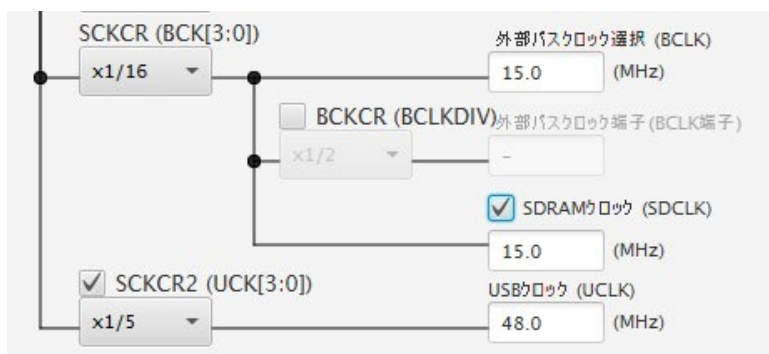 SCKCR (BCK[3:0])
外部バスクロック選択 (BCLK)
x1/16
15.0 (MHz)
BCKCR (BCLKDIV)
外部バスクロック端子(BCLK端子)
x1/2
-
SDRAMクロック (SDCLK)
15.0 (MHz)
SCKCR2 (UCK[3:0])
USBクロック (UCLK)
x1/5
48.0 (MHz)